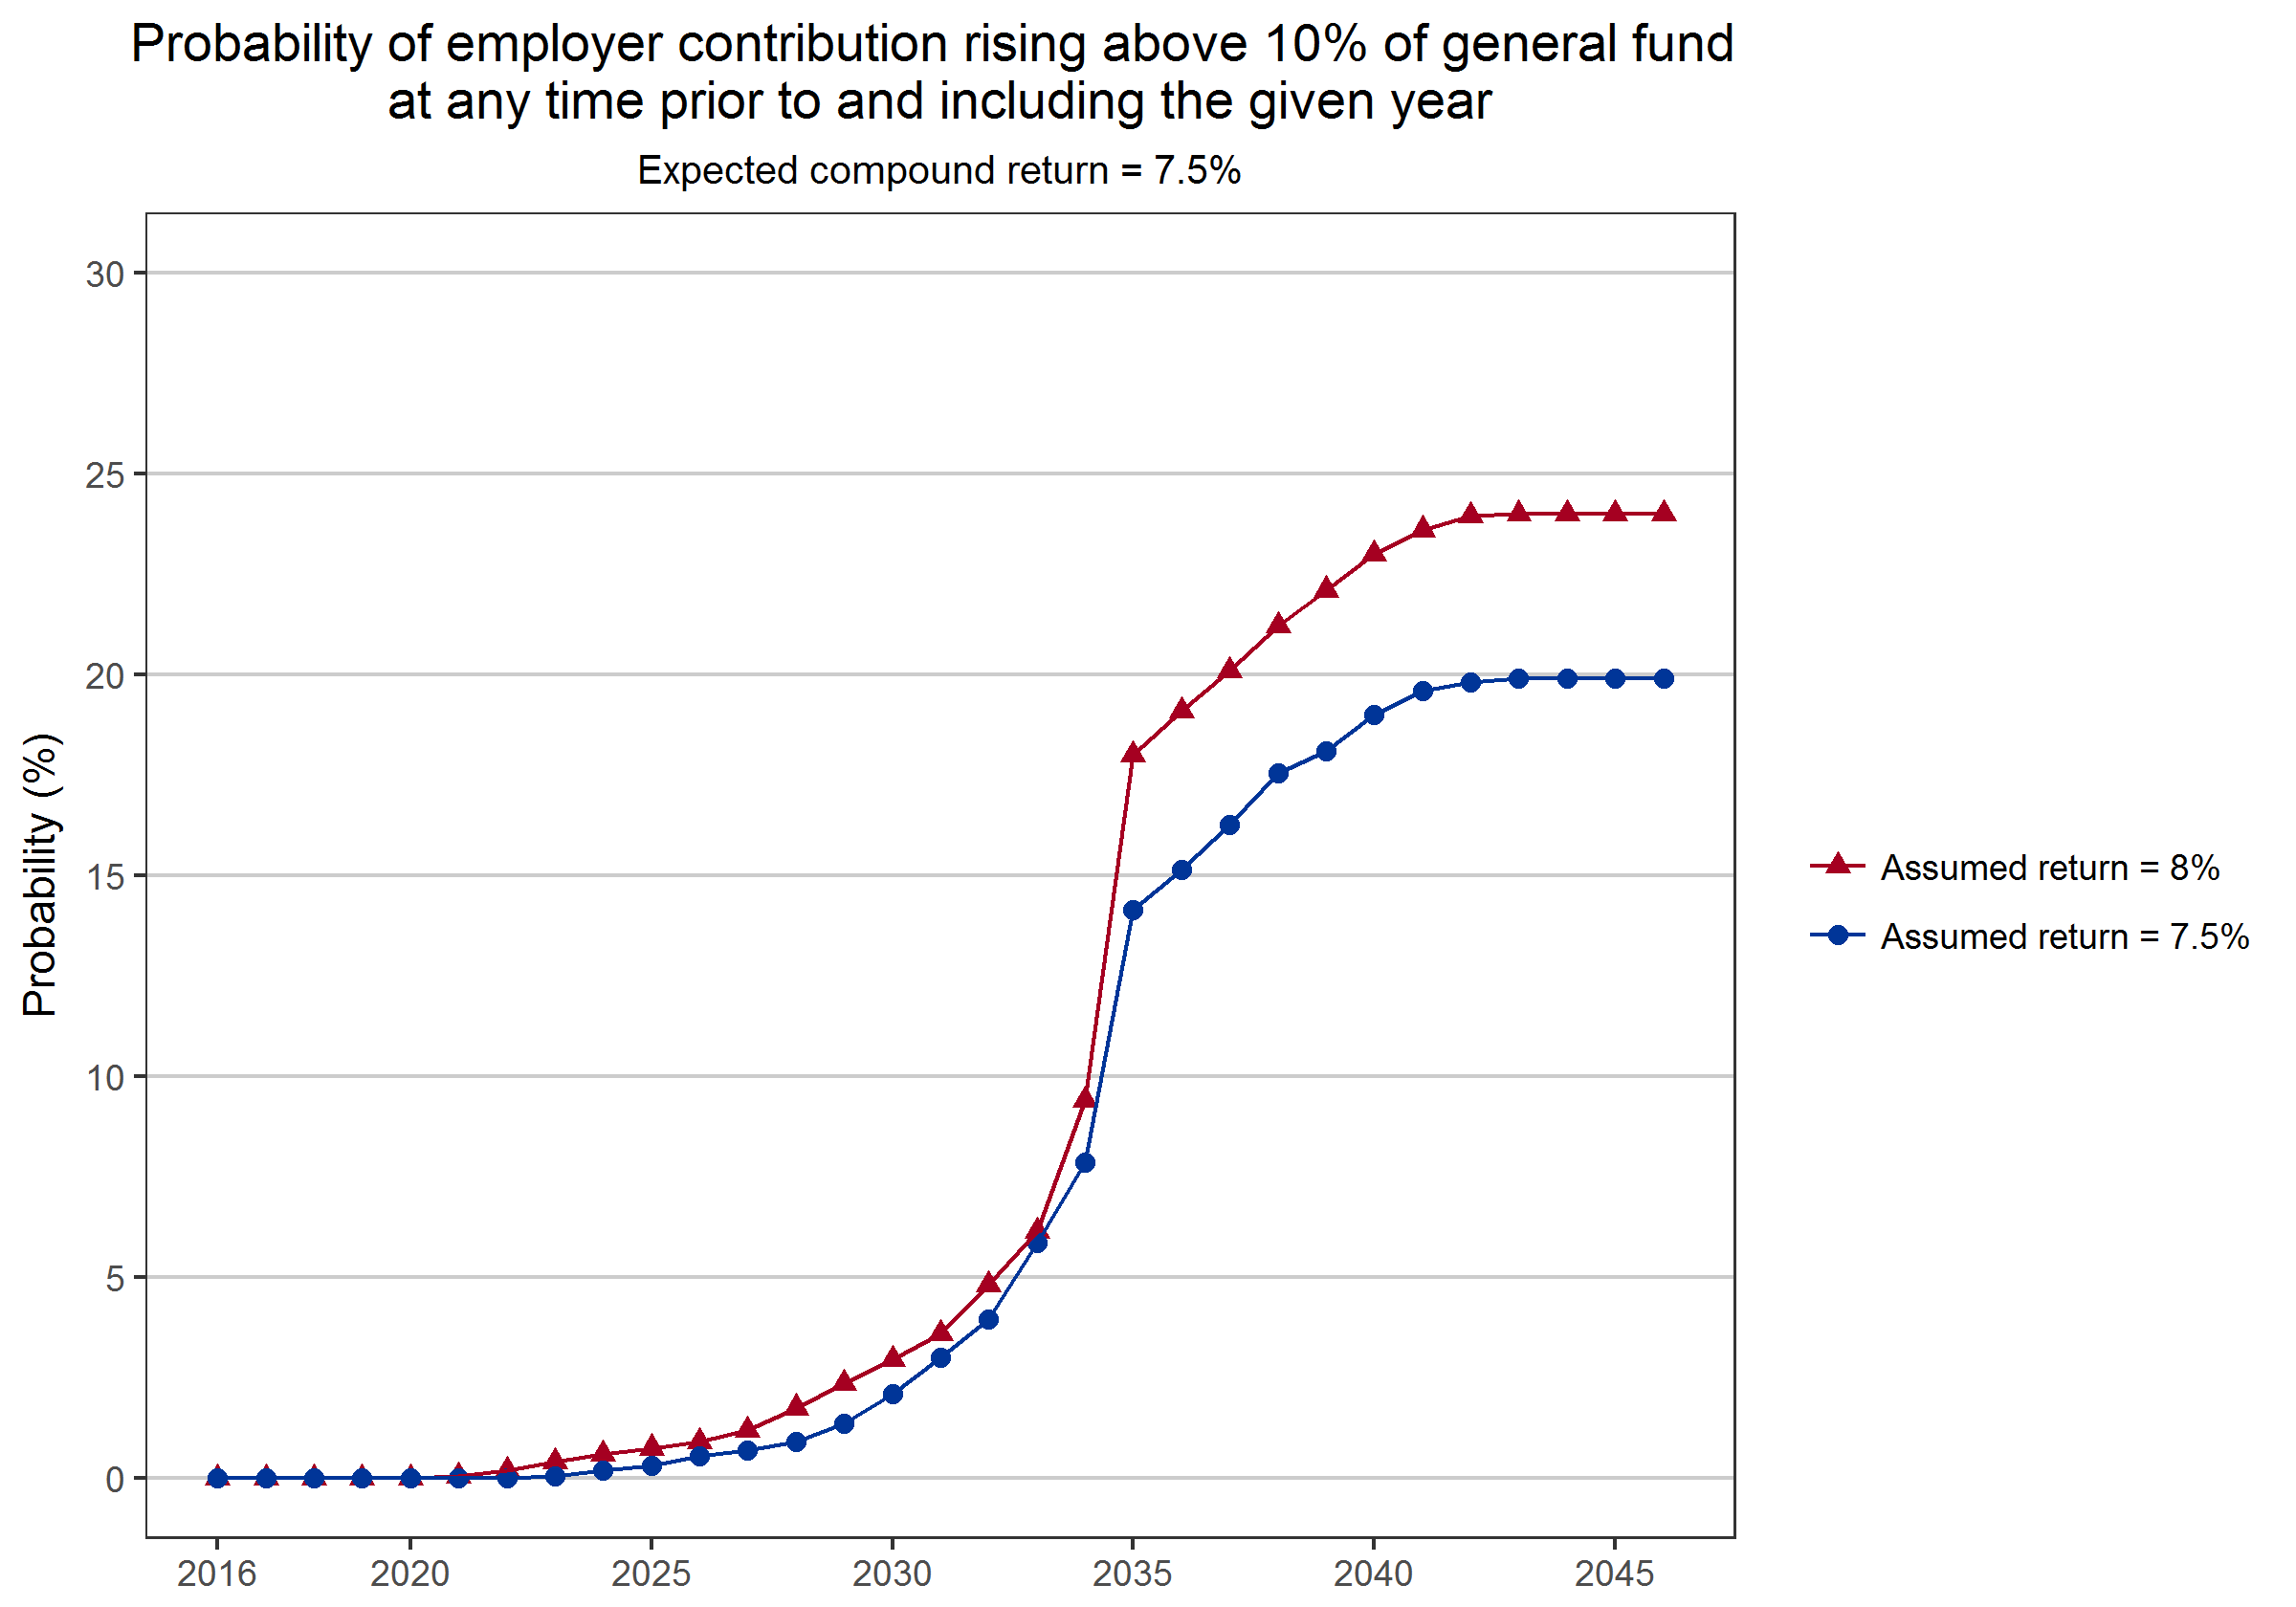 Probability of employer contribution rising above 10% of general fund
at any time prior to and including the given year
Expected compound return = 7.5%
Probability (%)
30
25
20
15
10
5
0
2016
2020
2025
2030
2035
2040
2045
Assumed return = 8%
Assumed return = 7.5%